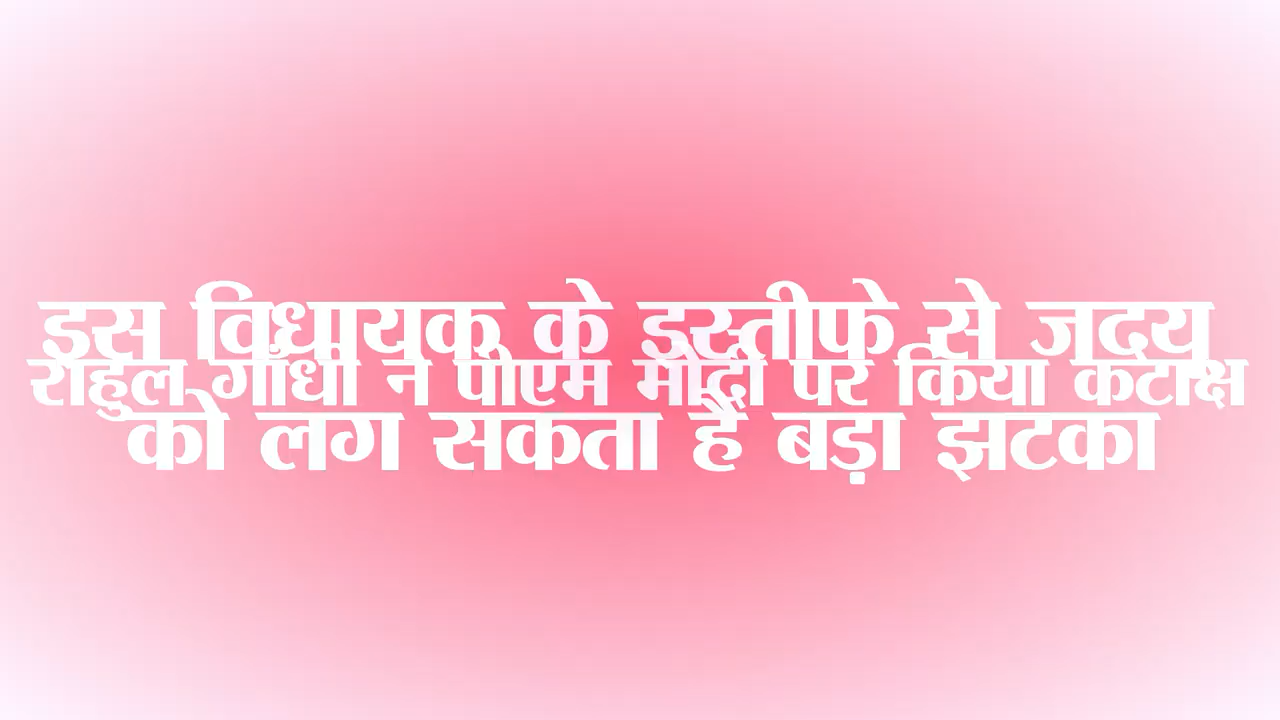 इस विधायक के इस्तीफे से जदयू
राहुल गाँधी ने पीएम मोदी पर किया कटाक्ष
को लग सकता है बड़ा झटका